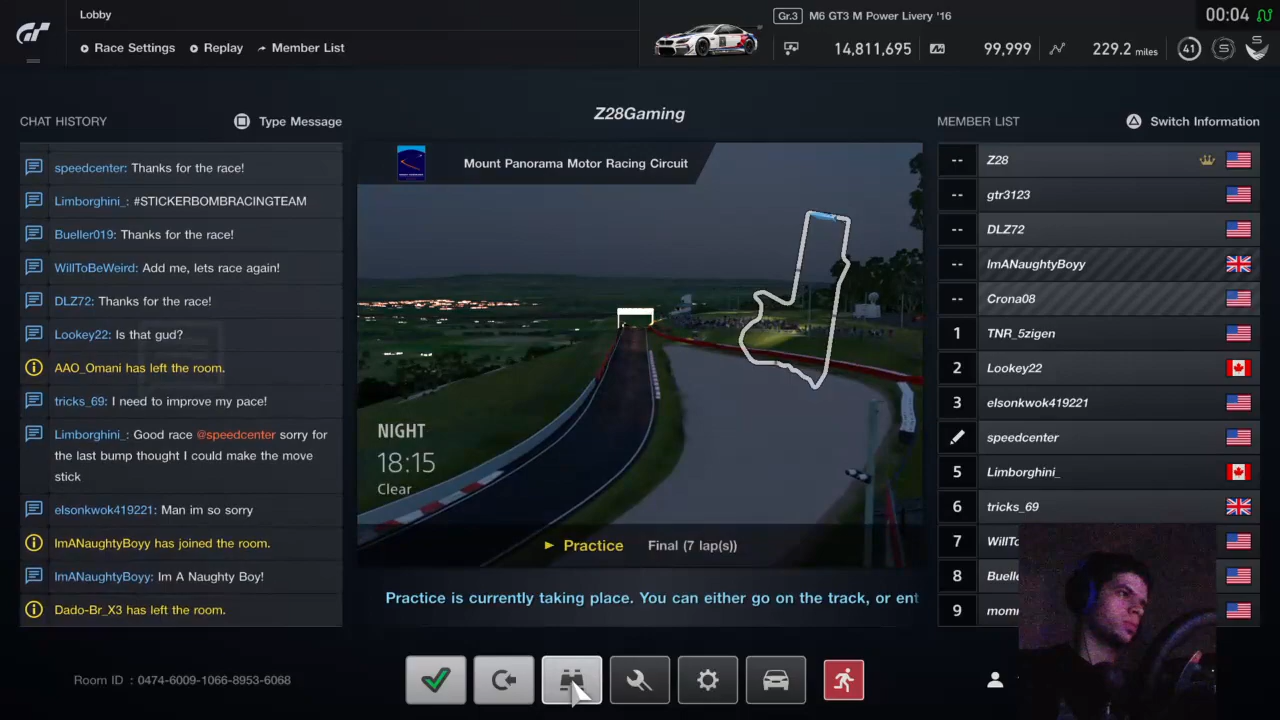 Lobby
Race Settings
Replay
Member List
Gr.3
M6 GT3 M Power Livery '16
00:04
14,811,695
99,999
229.2 miles
41
S
S
CHAT HISTORY
Type Message
speedcenter: Thanks for the race!
Limborghini_: #STICKERBOMBRACINGTEAM
Bueller019: Thanks for the race!
WillToBeWeird: Add me, lets race again!
DLZ72: Thanks for the race!
Lookey22: Is that gud?
AAO_Omani has left the room.
tricks_69: I need to improve my pace!
Limborghini_: Good race @speedcenter sorry for
the last bump thought I could make the move
stick
elsonkwok419221: Man im so sorry
ImANaughtyBoyy has joined the room.
ImANaughtyBoyy: Im A Naughty Boy!
Dado-Br_X3 has left the room.
Room ID : 0474-6009-1066-8953-6068
Z28Gaming
Mount Panorama Motor Racing Circuit
NIGHT
18:15
Clear
Practice
Final (7 lap(s))
Practice is currently taking place. You can either go on the track, or ent
MEMBER LIST
Switch Information
-- Z28
-- gtr3123
-- DLZ72
-- ImANaughtyBoyy
-- Crona08
1 TNR_5zigen
2 Lookey22
3 elsonkwok419221
speedcenter
5 Limborghini_
6 tricks_69
7 WillTo
8 Buelle
9 mom